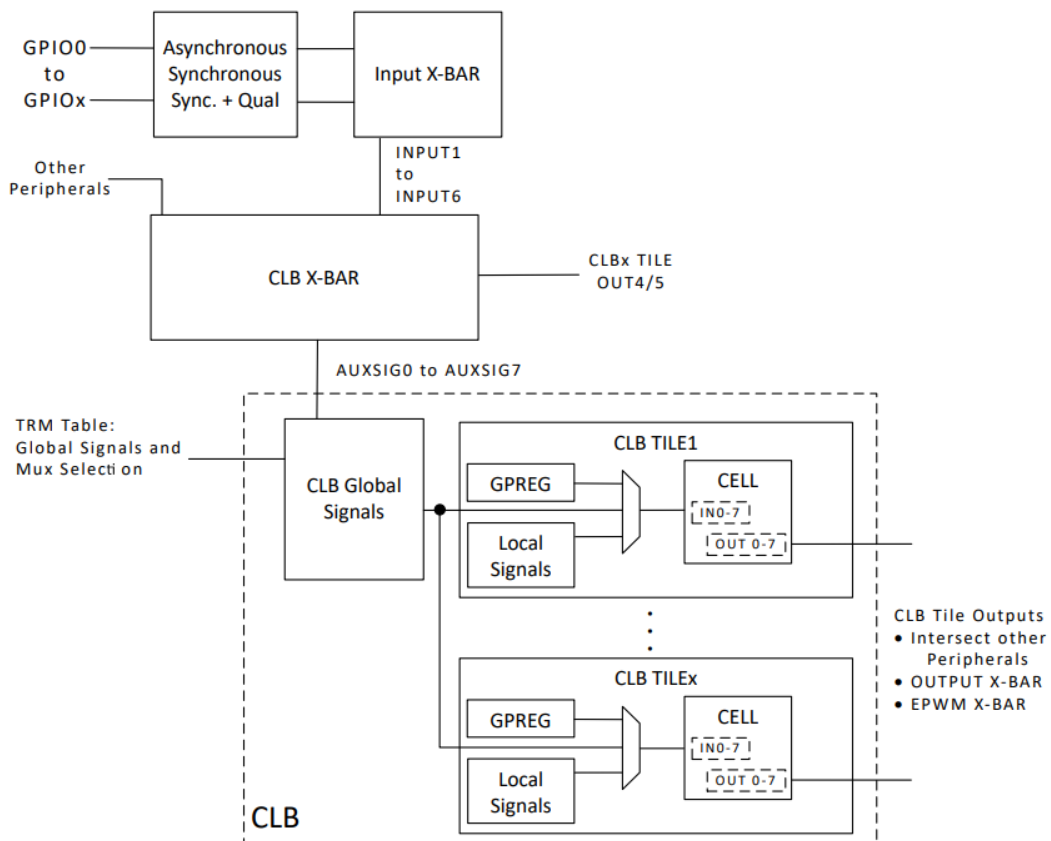 GPIO0
to
GPIOx
Asynchronous
Synchronous
Sync. + Qual
Input X-BAR
INPUT1
to
INPUT6
Other
Peripherals
CLB X-BAR
CLBx TILE
OUT4/5
AUXSIG0 to AUXSIG7
TRM Table:
Global Signals and
Mux Selection
CLB Global
Signals
CLB TILE1
GPREG
Local
Signals
CELL
IN0-7
OUT 0-7
CLB TILEx
GPREG
Local
Signals
CELL
IN0-7
OUT 0-7
CLB Tile Outputs
• Intersect other
Peripherals
• OUTPUT X-BAR
• EPWM X-BAR
CLB